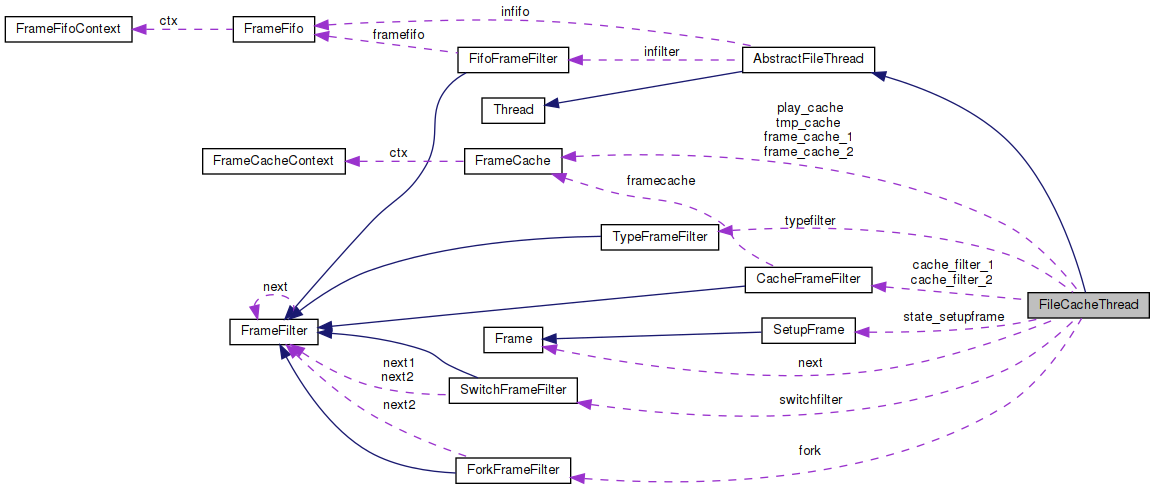 infifo
FrameFifoContext
ctx
FrameFifo
framefifo
FifoFrameFilter
infilter
AbstractFileThread
Thread
play_cache
tmp_cache
frame_cache_1
frame_cache_2
FrameCacheContext
ctx
FrameCache
framecache
typefilter
TypeFrameFilter
cache_filter_1
cache_filter_2
CacheFrameFilter
next
FileCacheThread
state_setupframe
FrameFilter
Frame
SetupFrame
next1
next2
next
SwitchFrameFilter
switchfilter
next2
fork
ForkFrameFilter